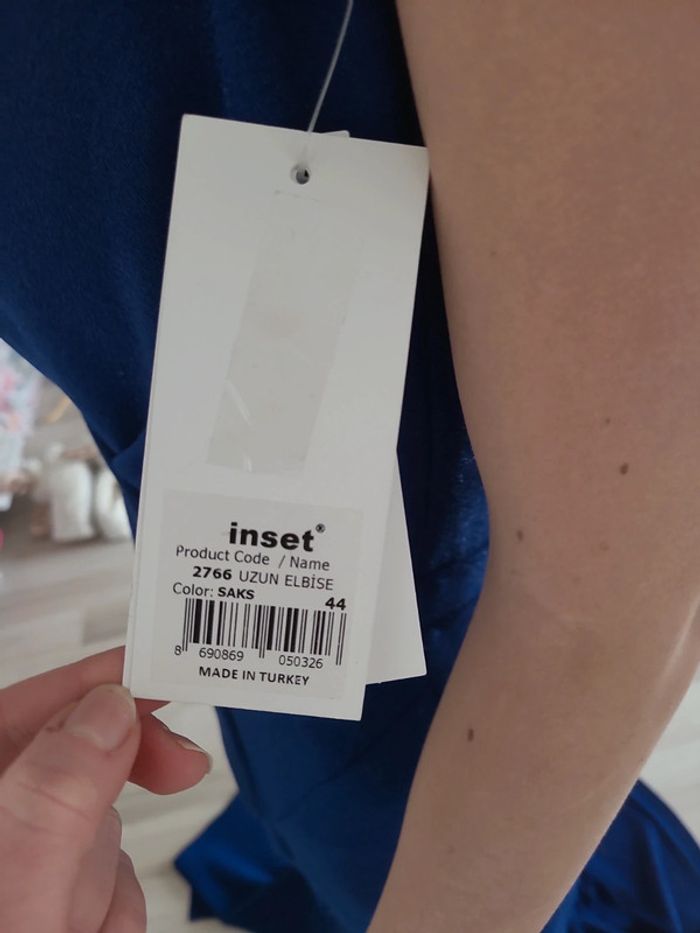 inset®
Product Code / Name
2766 UZUN ELBİSE
Color: SAKS
44
8 690869 050326
MADE IN TURKEY